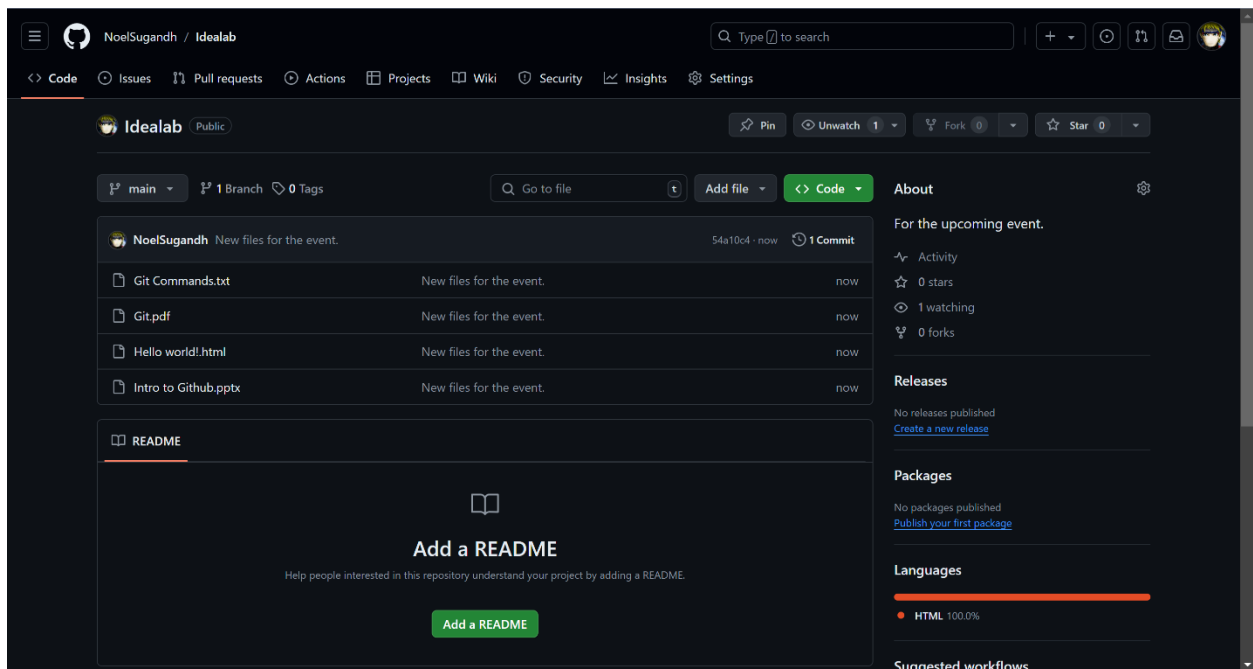 NoelSugandh / Idealab
Type / to search
Code Issues Pull requests Actions Projects Wiki Security Insights Settings
Idealab Public
Pin Unwatch 1 Fork 0 Star 0
main 1 Branch 0 Tags Go to file t Add file Code
NoelSugandh New files for the event. 54a10c4 · now 1 Commit
Git Commands.txt New files for the event. now
Git.pdf New files for the event. now
Hello world!.html New files for the event. now
Intro to Github.pptx New files for the event. now
README
Add a README
Help people interested in this repository understand your project by adding a README.
Add a README
About
For the upcoming event.
Activity
0 stars
1 watching
0 forks
Releases
No releases published
Create a new release
Packages
No packages published
Publish your first package
Languages
HTML 100.0%
Suggested workflows